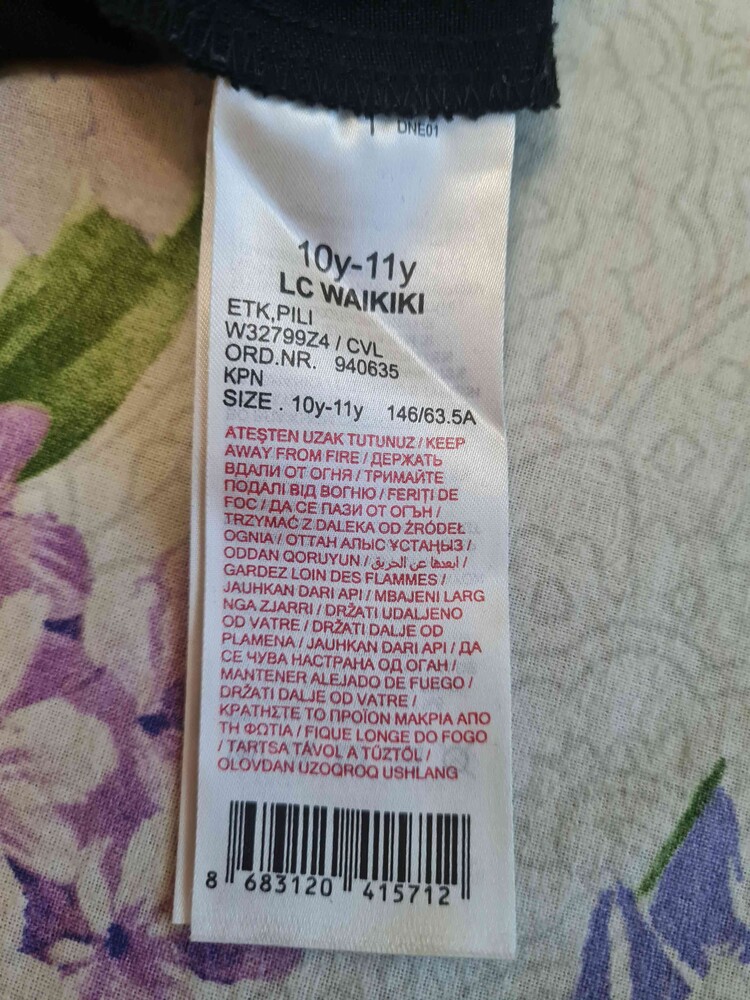 DNE01
10y-11y
LC WAIKIKI
ETK,PILI
W32799Z4 / CVL
ORD.NR. 940635
KPN
SIZE . 10y-11y 146/63.5A
ATEŞTEN UZAK TUTUNUZ / KEEP
AWAY FROM FIRE / ДЕРЖАТЬ
ВДАЛИ ОТ ОГНЯ / ТРИМАЙТЕ
ПОДАЛІ ВІД ВОГНЮ / FERIŢI DE
FOC / ДА СЕ ПАЗИ ОТ ОГЪН /
TRZYMAĆ Z DALEKA OD ŹRÓDEŁ
OGNIA / ОТТАН АЛЫС ҰСТАҢЫЗ /
ODDAN QORUYUN / ابعدها عن الحريق /
GARDEZ LOIN DES FLAMMES /
JAUHKAN DARI API / MBAJENI LARG
NGA ZJARRI / DRŽATI UDALJENO
OD VATRE / DRŽATI DALJE OD
PLAMENA / JAUHKAN DARI API / ДА
СЕ ЧУВА НАСТРАНА ОД ОГАН /
MANTENER ALEJADO DE FUEGO /
DRŽATI DALJE OD VATRE /
ΚΡΑΤΗΣΤΕ ΤΟ ΠΡΟΪΟΝ ΜΑΚΡΙΑ ΑΠΟ
ΤΗ ΦΩΤΙΑ / FIQUE LONGE DO FOGO
/ TARTSA TÁVOL A TŰZTŐL /
OLOVDAN UZOQROQ USHLANG
8 683120 415712